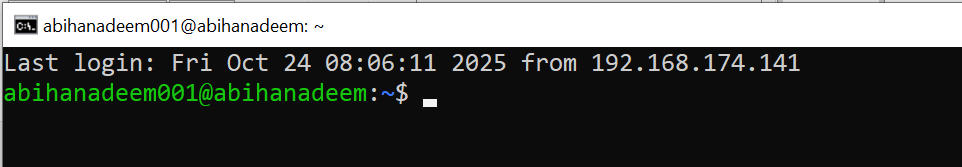 abihanadeem001@abihanadeem: ~
Last login: Fri Oct 24 08:06:11 2025 from 192.168.174.141
abihanadeem001@abihanadeem:~$